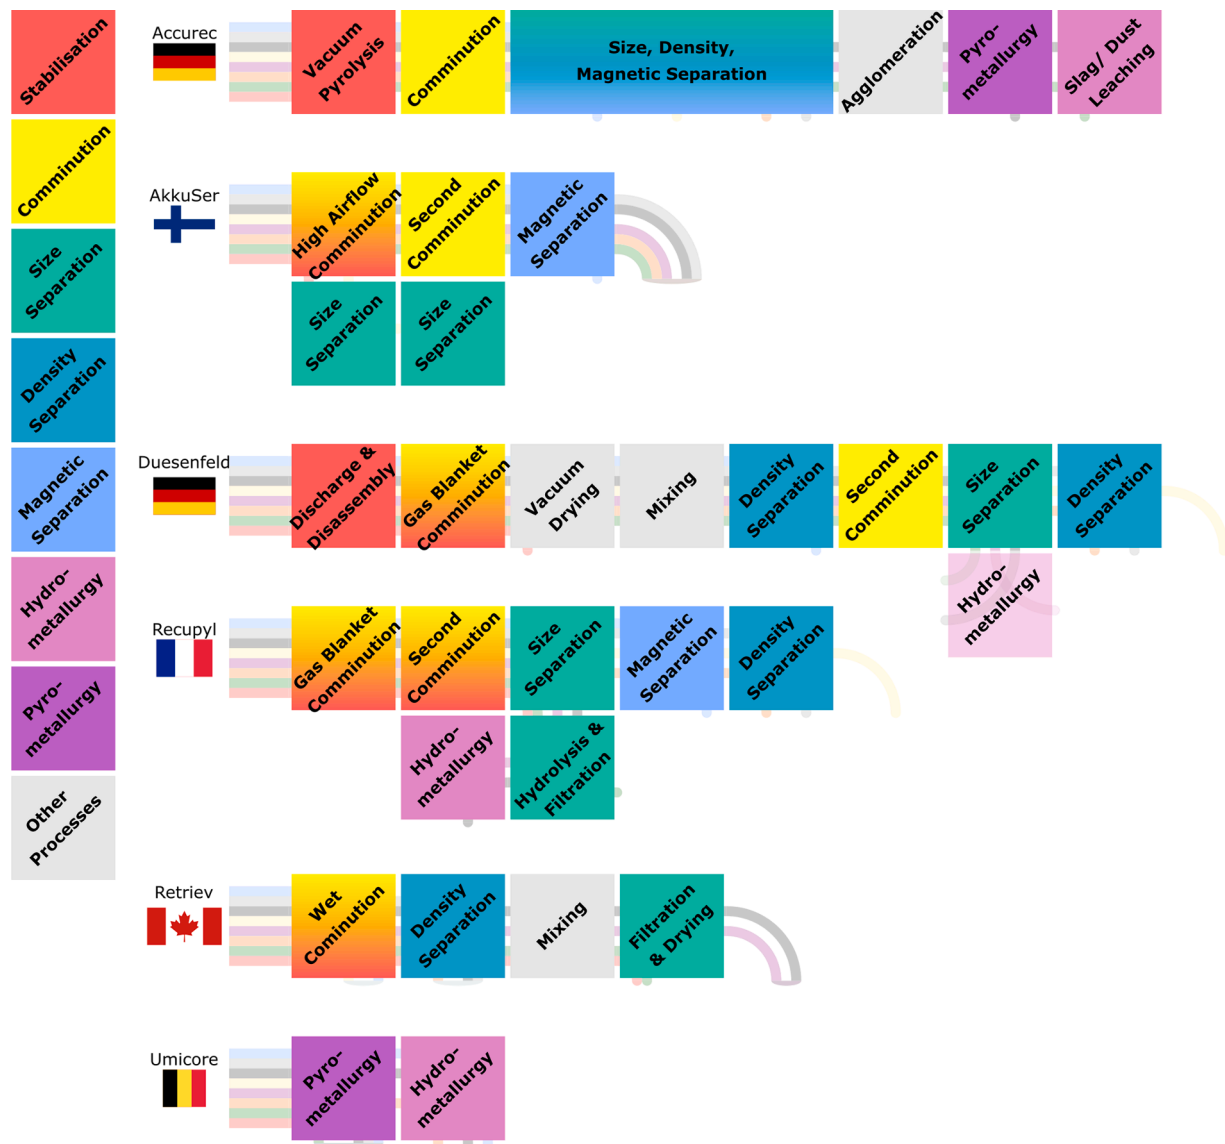 Stabilisation
Comminution
Size
Separation
Density
Separation
Magnetic
Separation
Hydro-
metallurgy
Pyro-
metallurgy
Other
Processes
Accurec
Vacuum
Pyrolysis
Comminution
Size, Density,
Magnetic Separation
Agglomeration
Pyro-
metallurgy
Slag/ Dust
Leaching
AkkuSer
High Airflow
Comminution
Second
Comminution
Magnetic
Separation
Size
Separation
Size
Separation
Duesenfeld
Discharge &
Disassembly
Gas Blanket
Comminution
Vacuum
Drying
Mixing
Density
Separation
Second
Comminution
Size
Separation
Density
Separation
Hydro-
metallurgy
Recupyl
Gas Blanket
Comminution
Second
Comminution
Size
Separation
Magnetic
Separation
Density
Separation
Hydro-
metallurgy
Hydrolysis &
Filtration
Retriev
Wet
Cominution
Density
Separation
Mixing
Filtration
& Drying
Umicore
Pyro-
metallurgy
Hydro-
metallurgy